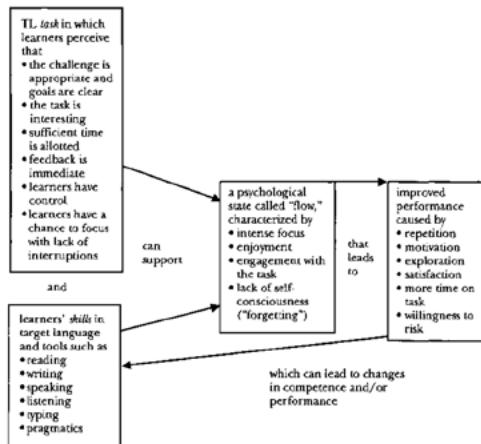 TL task in which
learners perceive
that
• the challenge is
appropriate and
goals are clear
• the task is
interesting
• sufficient time
is allotted
• feedback is
immediate
• learners have
control
• learners have a
chance to focus
with lack of
interruptions
and
learners' skills in
target language
and tools such as
• reading
• writing
• speaking
• listening
• typing
• pragmatics
can
support
a psychological
state called "flow,"
characterized by
• intense focus
• enjoyment
• engagement with
the task
• lack of self-
consciousness
("forgetting")
that
leads
to
improved
performance
caused by
• repetition
• motivation
• exploration
• satisfaction
• more time on
task
• willingness to
risk
which can lead to changes
in competence and/or
performance